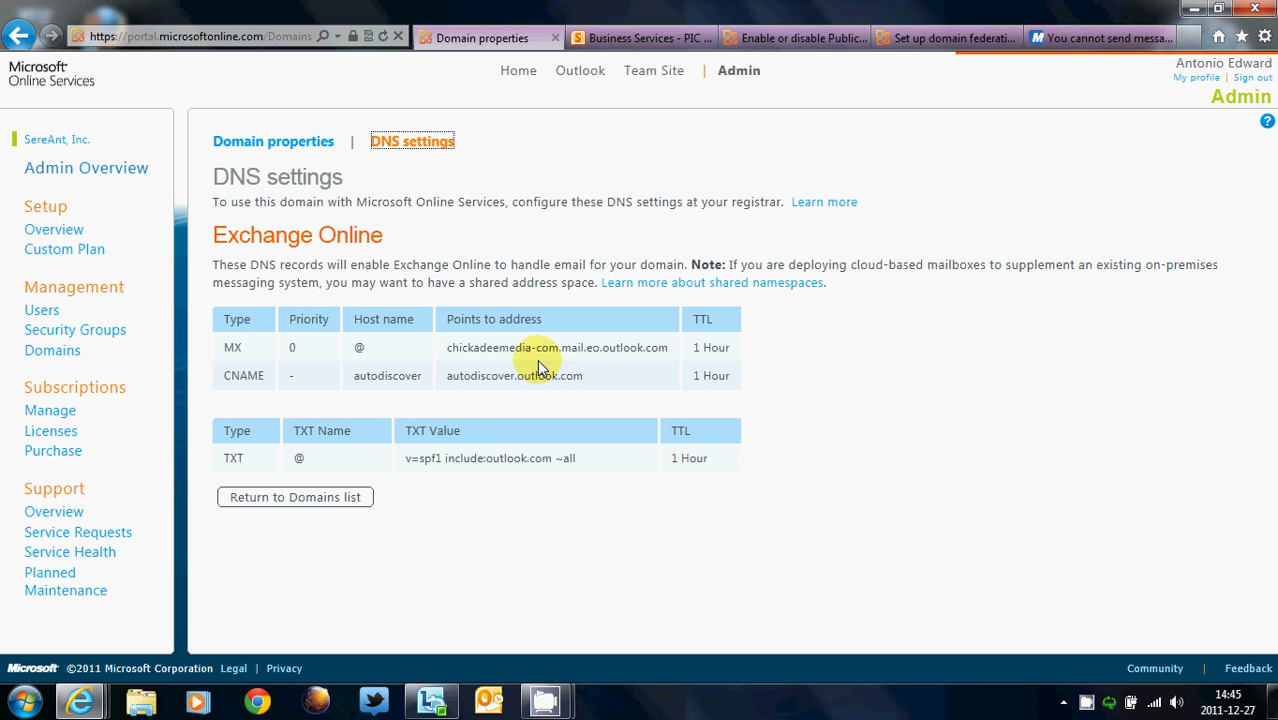 https://portal.microsoftonline.com/Domains
Domain properties
Business Services - PIC ...
Enable or disable Public...
Set up domain federati...
You cannot send messa...
Microsoft®
Online Services
Home
Outlook
Team Site
|
Admin
Antonio Edward
My profile | Sign out
Admin
?
SereAnt, Inc.
Admin Overview
Setup
Overview
Custom Plan
Management
Users
Security Groups
Domains
Subscriptions
Manage
Licenses
Purchase
Support
Overview
Service Requests
Service Health
Planned
Maintenance
Domain properties | DNS settings
DNS settings
To use this domain with Microsoft Online Services, configure these DNS settings at your registrar. Learn more
Exchange Online
These DNS records will enable Exchange Online to handle email for your domain. Note: If you are deploying cloud-based mailboxes to supplement an existing on-premises
messaging system, you may want to have a shared address space. Learn more about shared namespaces.
Type Priority Host name Points to address TTL
MX 0 @ chickadeemedia-com.mail.eo.outlook.com 1 Hour
CNAME - autodiscover autodiscover.outlook.com 1 Hour
Type TXT Name TXT Value TTL
TXT @ v=spf1 include:outlook.com ~all 1 Hour
Return to Domains list
Microsoft ©2011 Microsoft Corporation Legal | Privacy
Community | Feedback
14:45
2011-12-27